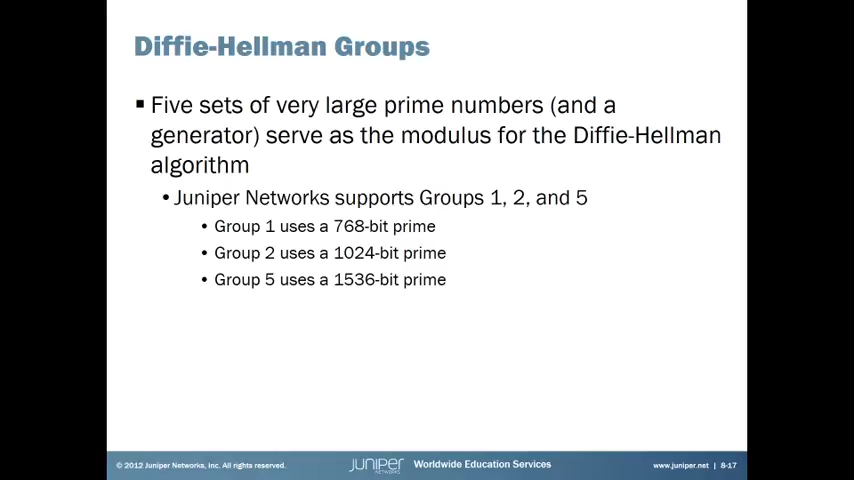 Diffie-Hellman Groups
▪ Five sets of very large prime numbers (and a
generator) serve as the modulus for the Diffie-Hellman
algorithm
• Juniper Networks supports Groups 1, 2, and 5
• Group 1 uses a 768-bit prime
• Group 2 uses a 1024-bit prime
• Group 5 uses a 1536-bit prime
© 2012 Juniper Networks, Inc. All rights reserved.
JUNIPER
NETWORKS
Worldwide Education Services
www.juniper.net | 8-17